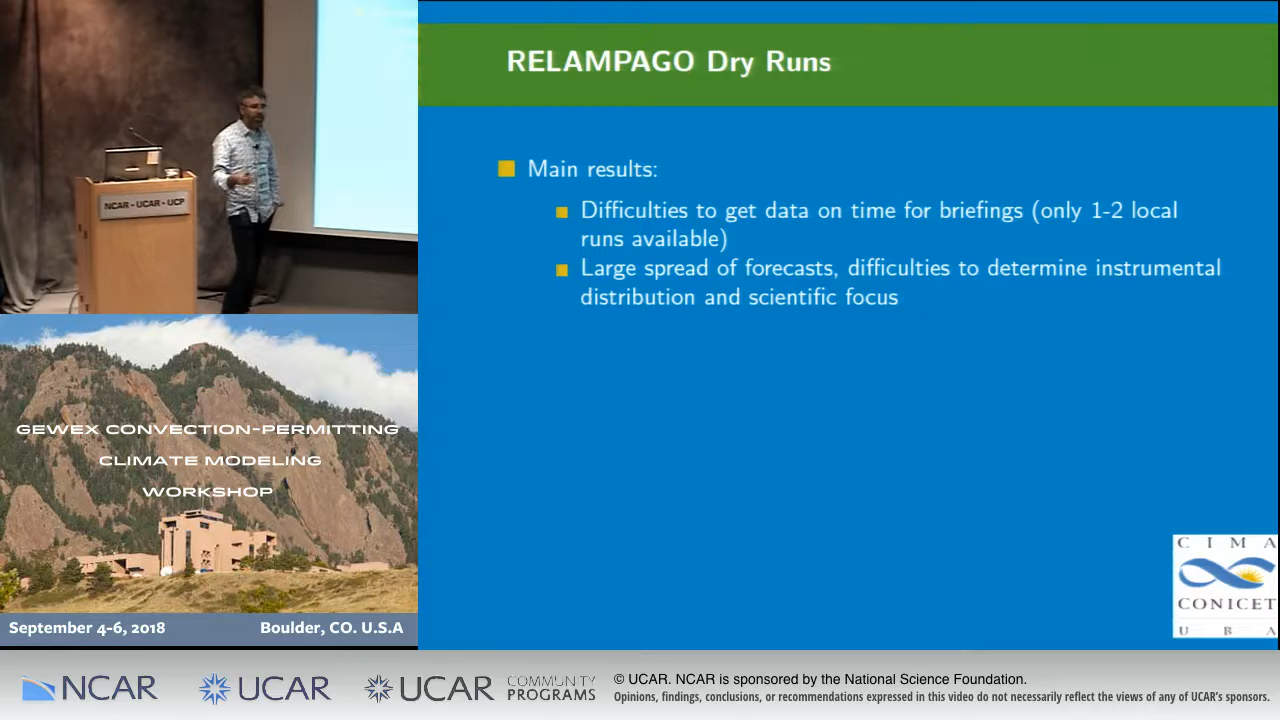 RELAMPAGO Dry Runs
Main results:
Difficulties to get data on time for briefings (only 1-2 local
runs available)
Large spread of forecasts, difficulties to determine instrumental
distribution and scientific focus
NCAR • UCAR • UCP
GEWEX CONVECTION-PERMITTING
CLIMATE MODELING
WORKSHOP
September 4-6, 2018
Boulder, CO. U.S.A
C I M A
CONICET
U B A
NCAR
UCAR
UCAR
COMMUNITY
PROGRAMS
© UCAR. NCAR is sponsored by the National Science Foundation.
Opinions, findings, conclusions, or recommendations expressed in this video do not necessarily reflect the views of any of UCAR's sponsors.